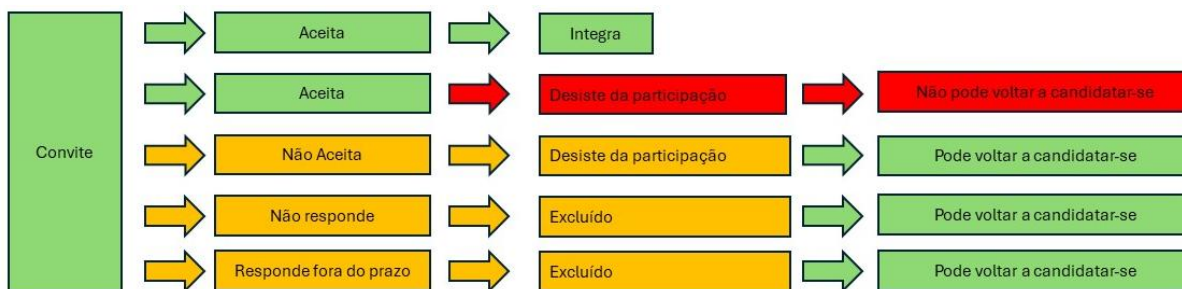 Aceita
Integra
Aceita
Desiste da participação
Não pode voltar a candidatar-se
Convite
Não Aceita
Desiste da participação
Pode voltar a candidatar-se
Não responde
Excluído
Pode voltar a candidatar-se
Responde fora do prazo
Excluído
Pode voltar a candidatar-se